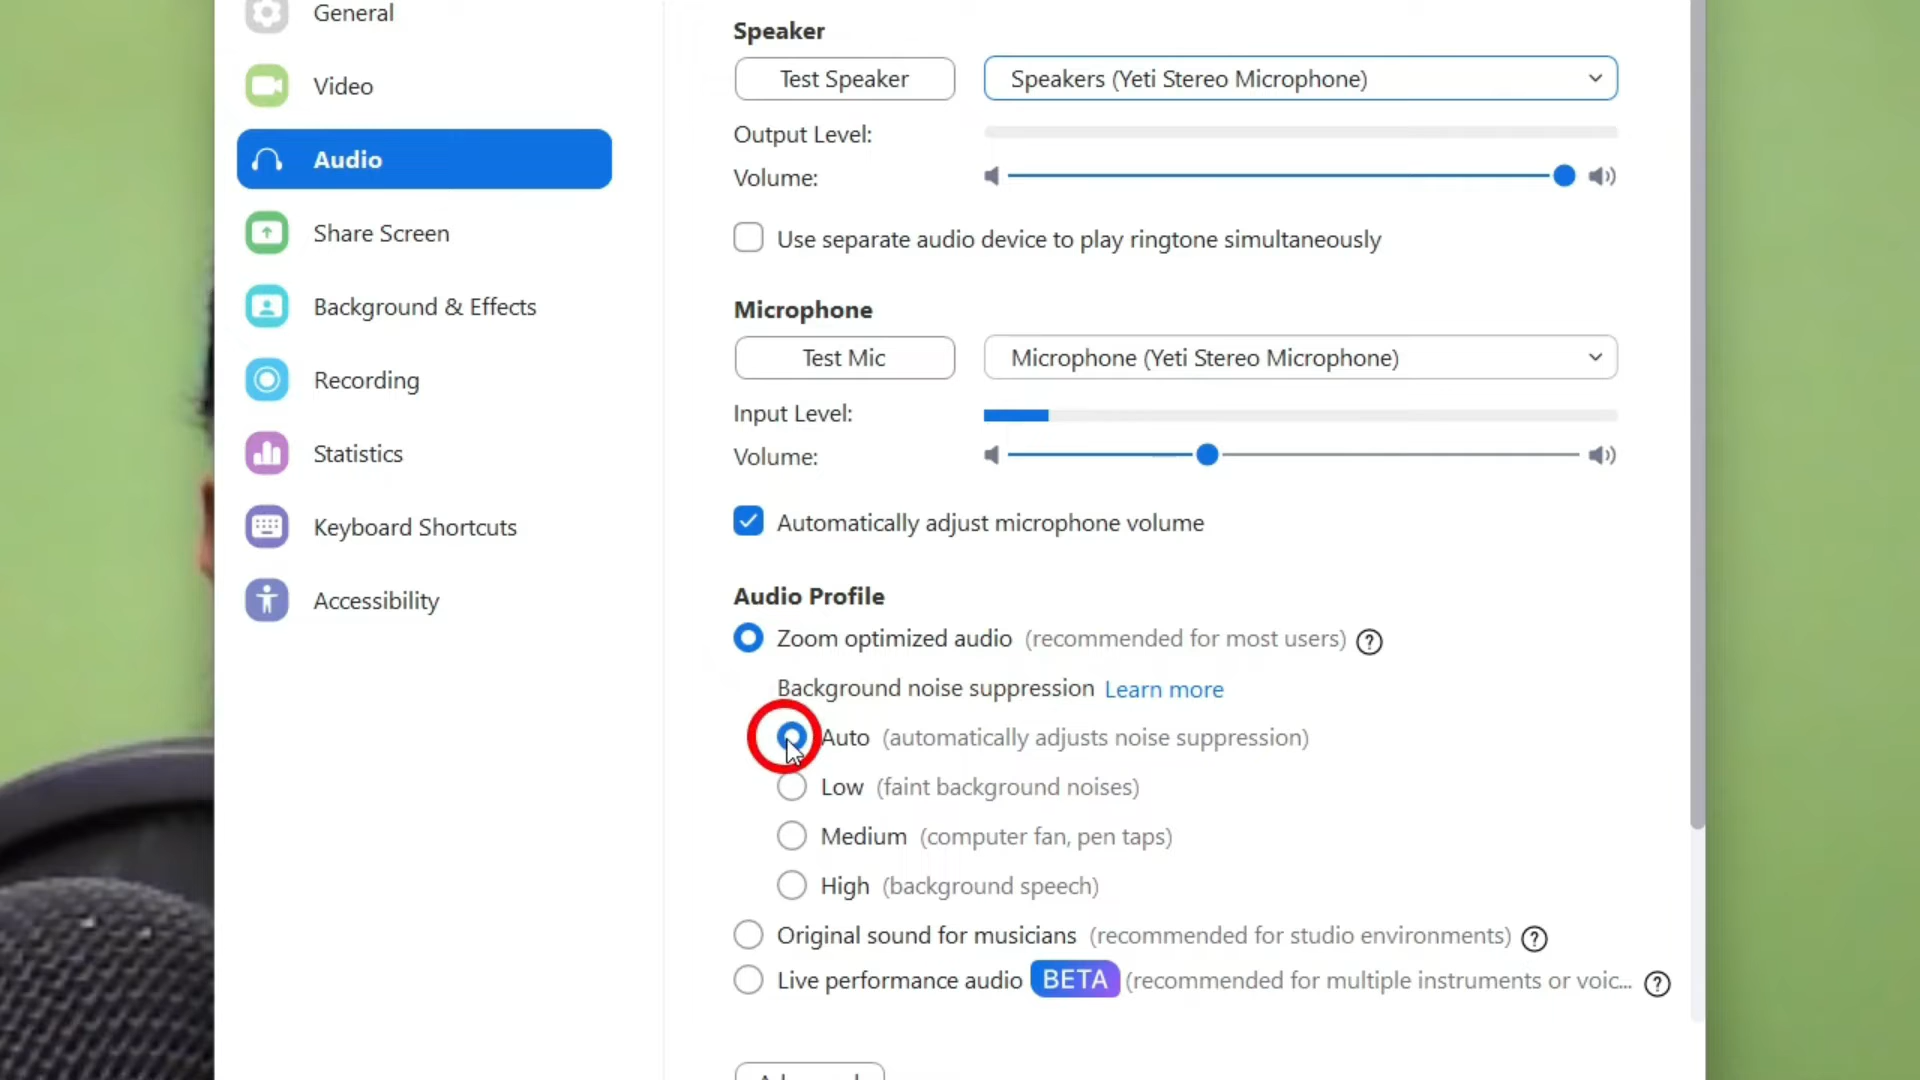 General
Video
Audio
Share Screen
Background & Effects
Recording
Statistics
Keyboard Shortcuts
Accessibility
Speaker
Test Speaker
Speakers (Yeti Stereo Microphone)
Output Level:
Volume:
Use separate audio device to play ringtone simultaneously
Microphone
Test Mic
Microphone (Yeti Stereo Microphone)
Input Level:
Volume:
Automatically adjust microphone volume
Audio Profile
Zoom optimized audio (recommended for most users) ?
Background noise suppression Learn more
Auto (automatically adjusts noise suppression)
Low (faint background noises)
Medium (computer fan, pen taps)
High (background speech)
Original sound for musicians (recommended for studio environments) ?
Live performance audio BETA (recommended for multiple instruments or voic... ?